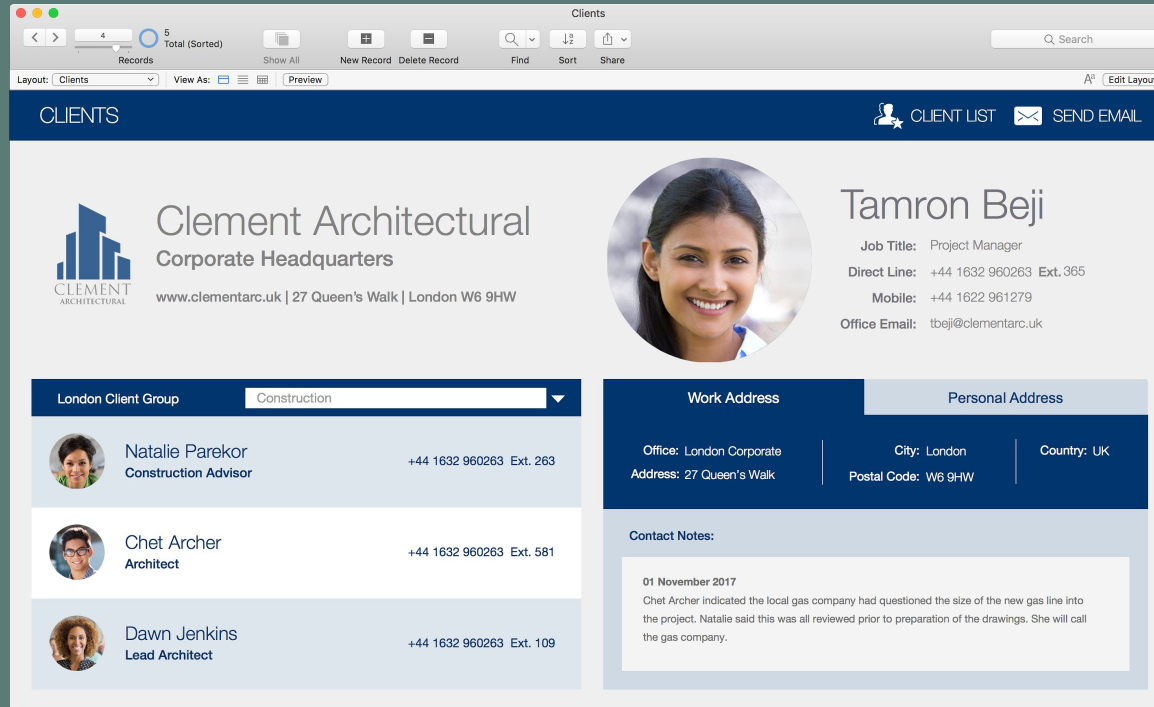 Clients
4
5
Total (Sorted)
Records
Show All
New Record
Delete Record
Find
Sort
Share
Search
Layout: Clients
View As:
Preview
Aa
Edit Layout
CLIENTS
CLIENT LIST
SEND EMAIL
CLEMENT
ARCHITECTURAL
Clement Architectural
Corporate Headquarters
www.clementarc.uk | 27 Queen's Walk | London W6 9HW
Tamron Beji
Job Title: Project Manager
Direct Line: +44 1632 960263 Ext. 365
Mobile: +44 1622 961279
Office Email: tbeji@clementarc.uk
London Client Group
Construction
Natalie Parekor
Construction Advisor
+44 1632 960263 Ext. 263
Chet Archer
Architect
+44 1632 960263 Ext. 581
Dawn Jenkins
Lead Architect
+44 1632 960263 Ext. 109
Work Address
Personal Address
Office: London Corporate
Address: 27 Queen's Walk
City: London
Postal Code: W6 9HW
Country: UK
Contact Notes:
01 November 2017
Chet Archer indicated the local gas company had questioned the size of the new gas line into
the project. Natalie said this was all reviewed prior to preparation of the drawings. She will call
the gas company.